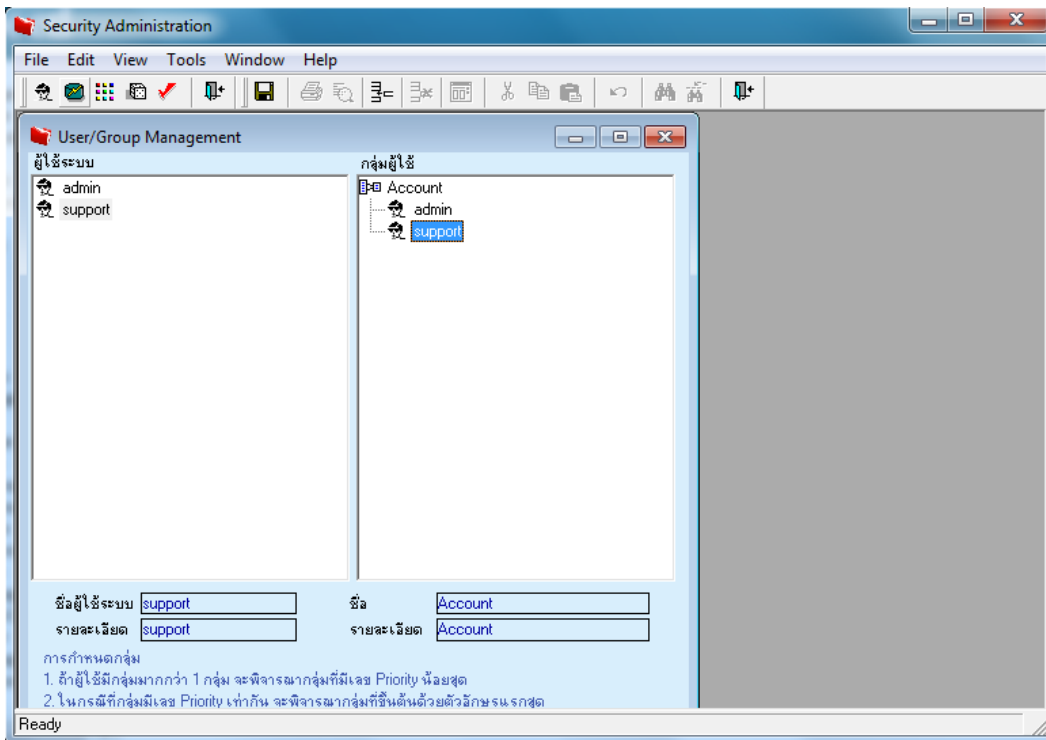 Security Administration
File Edit View Tools Window Help
User/Group Management
ผู้ใช้ระบบ
กลุ่มผู้ใช้
admin
support
Account
admin
support
ชื่อผู้ใช้ระบบ support
ชื่อ Account
รายละเอียด support
รายละเอียด Account
การกำหนดกลุ่ม
1. ถ้าผู้ใช้มีกลุ่มมากกว่า 1 กลุ่ม จะพิจารณากลุ่มที่มีเลข Priority น้อยสุด
2. ในกรณีที่กลุ่มมีเลข Priority เท่ากัน จะพิจารณากลุ่มที่ขึ้นต้นด้วยตัวอักษรแรกสุด
Ready